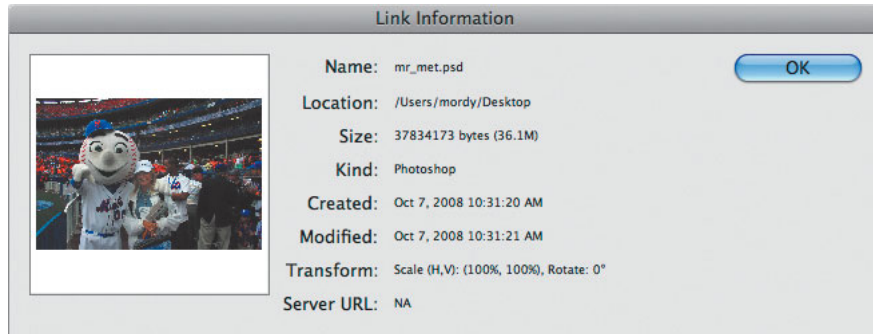 Link Information
Name: mr_met.psd
OK
Location: /Users/mordy/Desktop
Size: 37834173 bytes (36.1M)
Kind: Photoshop
Created: Oct 7, 2008 10:31:20 AM
Modified: Oct 7, 2008 10:31:21 AM
Transform: Scale (H,V): (100%, 100%), Rotate: 0°
Server URL: NA
Mets